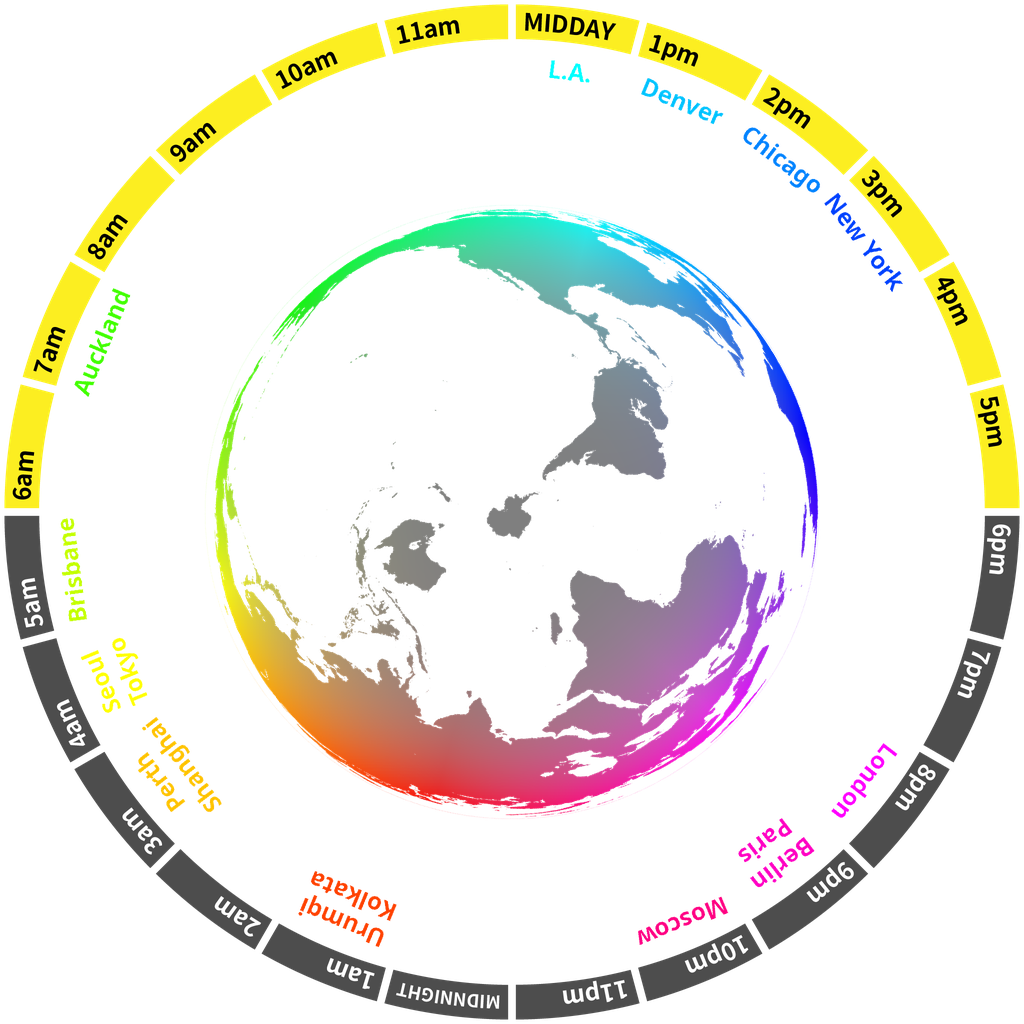 MIDDAY
1pm
2pm
3pm
4pm
5pm
6pm
7pm
8pm
9pm
10pm
11pm
MIDNNIGHT
1am
2am
3am
4am
5am
6am
7am
8am
9am
10am
11am
L.A.
Denver
Chicago
New York
London
Paris
Berlin
Moscow
Kolkata
Urumqi
Shanghai
Perth
Tokyo
Seoul
Brisbane
Auckland